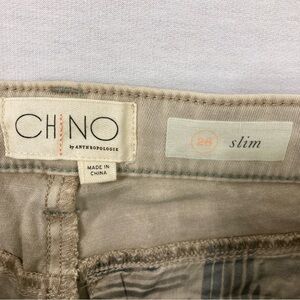 CHINO
by ANTHROPOLOGIE
MADE IN
CHINA
26 slim